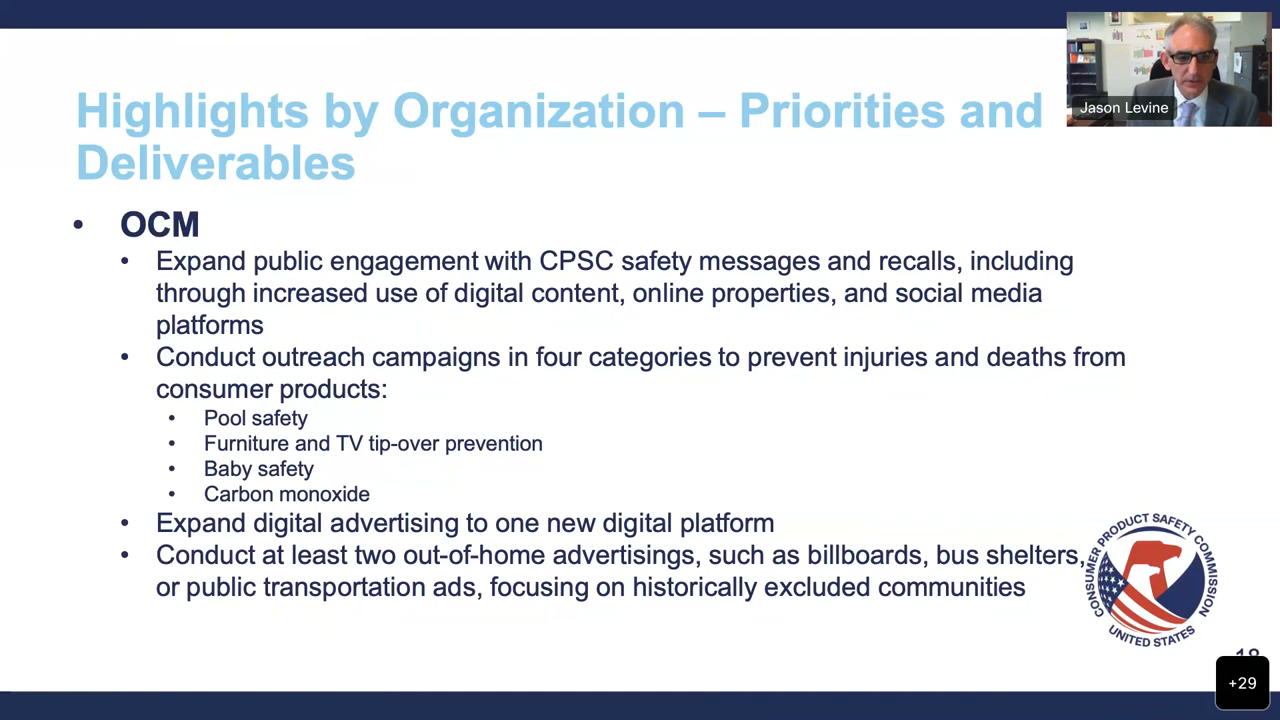 Highlights by Organization – Priorities and
Deliverables
Jason Levine
• OCM
• Expand public engagement with CPSC safety messages and recalls, including
through increased use of digital content, online properties, and social media
platforms
• Conduct outreach campaigns in four categories to prevent injuries and deaths from
consumer products:
• Pool safety
• Furniture and TV tip-over prevention
• Baby safety
• Carbon monoxide
• Expand digital advertising to one new digital platform
• Conduct at least two out-of-home advertisings, such as billboards, bus shelters,
or public transportation ads, focusing on historically excluded communities
CONSUMER PRODUCT SAFETY COMMISSION
UNITED STATES
+29